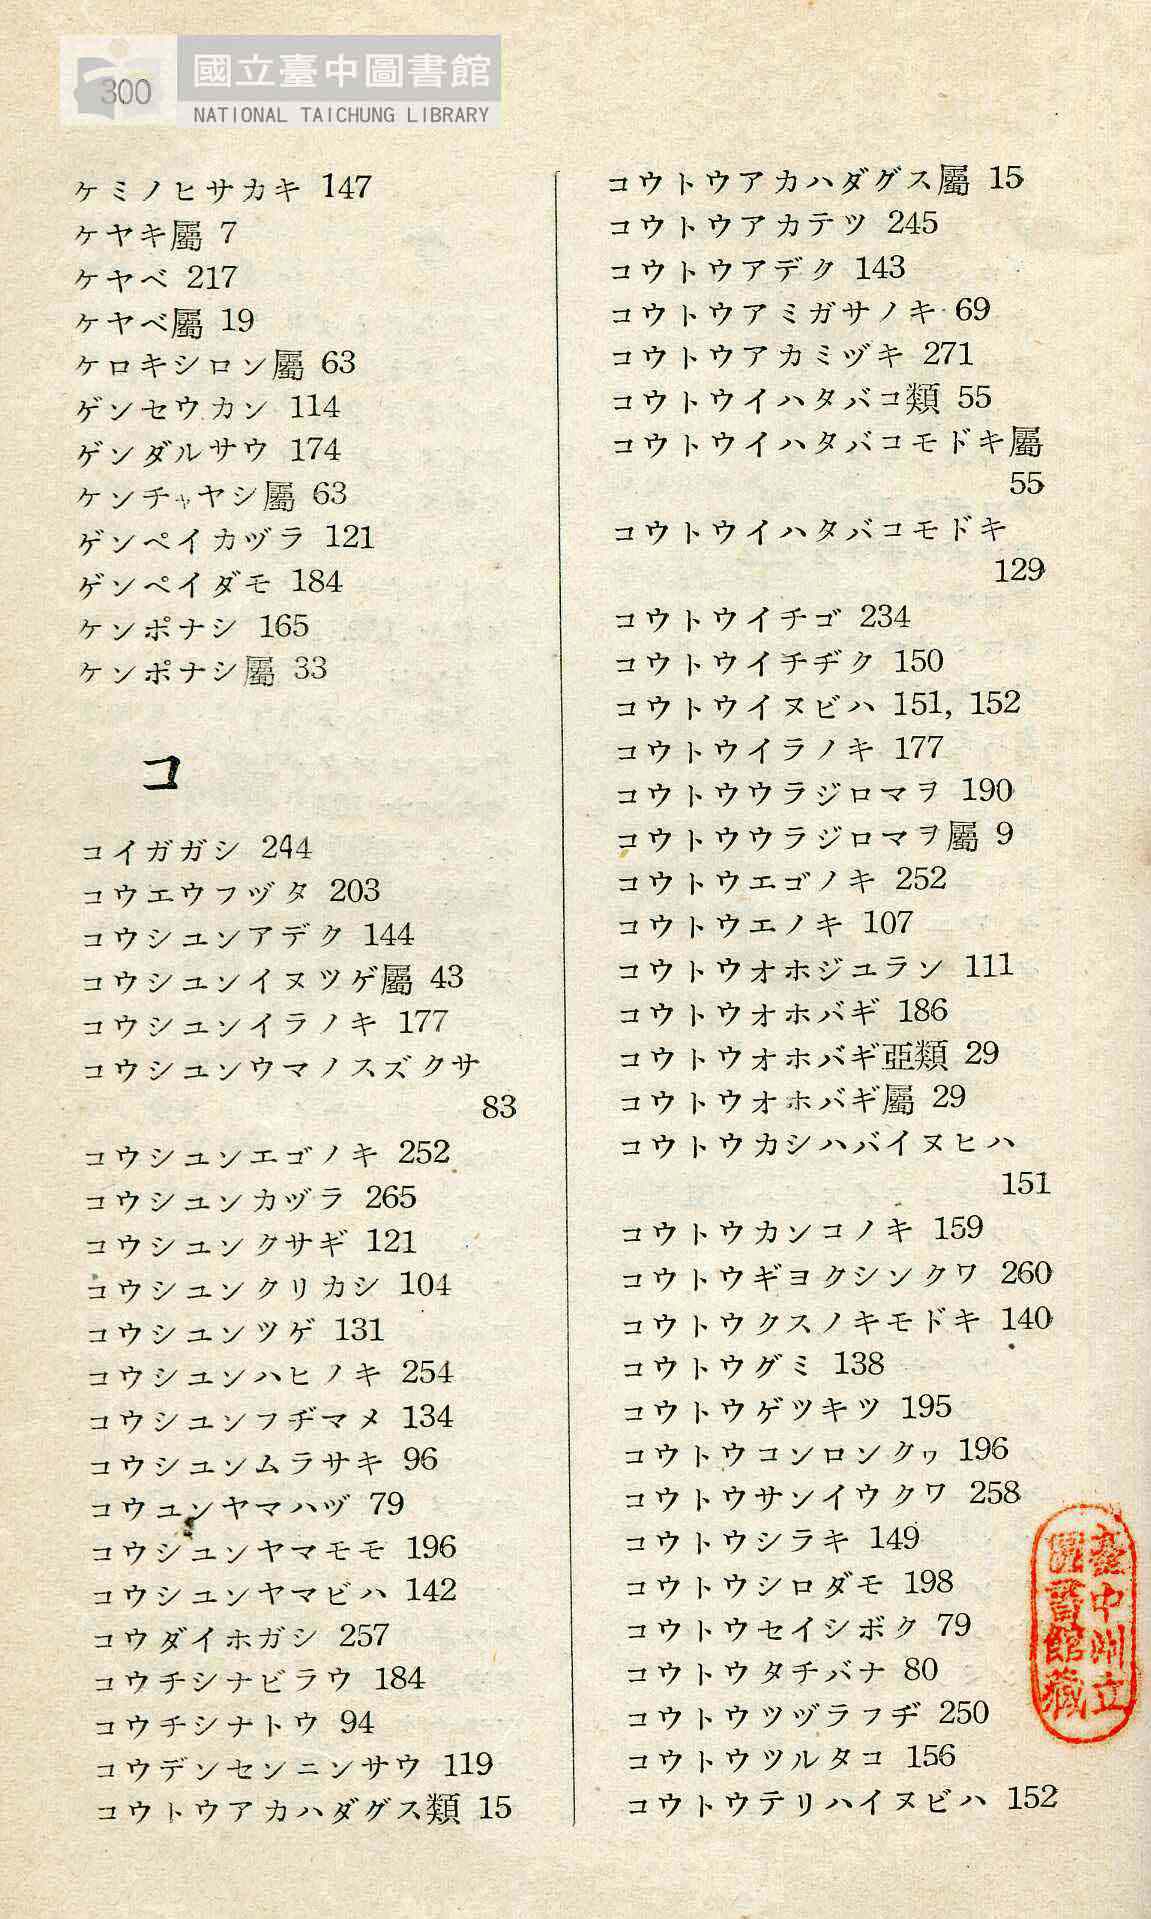 300
國立臺中圖書館
NATIONAL TAICHUNG LIBRARY
ケミノヒサカキ 147
ケヤキ屬 7
ケヤベ 217
ケヤベ屬 19
ケロキシロン屬 63
ゲンセウカン 114
ゲンダルサウ 174
ケンチャヤシ屬 63
ゲンペイカヅラ 121
ゲンペイダモ 184
ケンポナシ 165
ケンポナシ屬 33
コ
コイガガシ 244
コウエウフヅタ 203
コウシユンアデク 144
コウシユンイヌツゲ屬 43
コウシユンイラノキ 177
コウシユンウマノスズクサ
83
コウシユンエゴノキ 252
コウシユンカヅラ 265
コウシユンクサギ 121
コウシユンクリカシ 104
コウシユンツゲ 131
コウシユンハヒノキ 254
コウシユンフヂマメ 134
コウシユンムラサキ 96
コウユンヤマハヅ 79
コウシユンヤマモモ 196
コウシユンヤマビハ 142
コウダイホガシ 257
コウチシナビラウ 184
コウチシナトウ 94
コウデンセンニンサウ 119
コウトウアカハダグス類 15
コウトウアカハダグス屬 15
コウトウアカテツ 245
コウトウアデク 143
コウトウアミガサノキ 69
コウトウアカミヅキ 271
コウトウイハタバコ類 55
コウトウイハタバコモドキ屬
55
コウトウイハタバコモドキ
129
コウトウイチゴ 234
コウトウイチヂク 150
コウトウイヌビハ 151, 152
コウトウイラノキ 177
コウトウウラジロマヲ 190
コウトウウラジロマヲ屬 9
コウトウエゴノキ 252
コウトウエノキ 107
コウトウオホジユラン 111
コウトウオホバギ 186
コウトウオホバギ亞類 29
コウトウオホバギ屬 29
コウトウカシハバイヌヒハ
151
コウトウカンコノキ 159
コウトウギヨクシンクワ 260
コウトウクスノキモドキ 140
コウトウグミ 138
コウトウゲツキツ 195
コウトウコンロンクヮ 196
コウトウサンイウクワ 258
コウトウシラキ 149
コウトウシロダモ 198
コウトウセイシボク 79
コウトウタチバナ 80
コウトウツヅラフヂ 250
コウトウツルタコ 156
コウトウテリハイヌビハ 152
臺中州立
圖書館藏